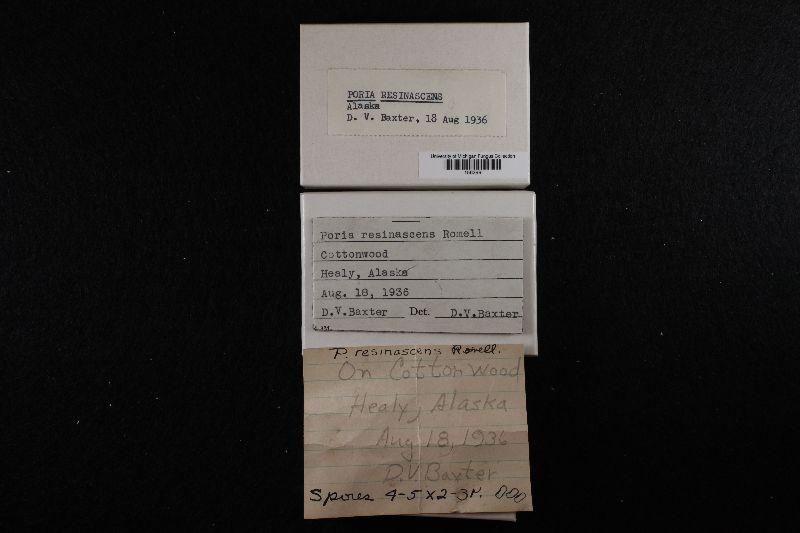 PORIA RESINASCENS
Alaska
D. V. Baxter, 18 Aug 1936
University of Michigan Fungus Collection
Poria resinascens Romell
Cottonwood
Healy, Alaska
Aug. 18, 1936
D.V.Baxter Det. D.V.Baxter
P. resinascens Romell.
On Cottonwood
Healy, Alaska
Aug 18, 1936
D.V. Baxter
Spores 4-5 x 2-3µ.